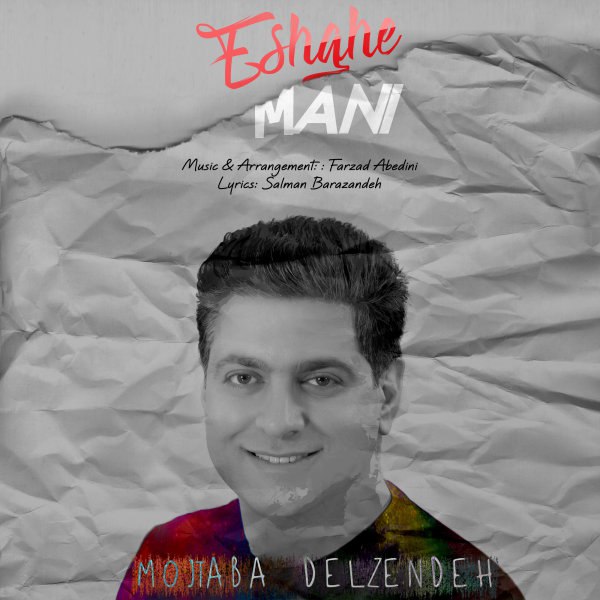 Eshghe
MANI
Music & Arrangement: : Farzad Abedini
Lyrics: Salman Barazandeh
MOJTABA DELZENDEH